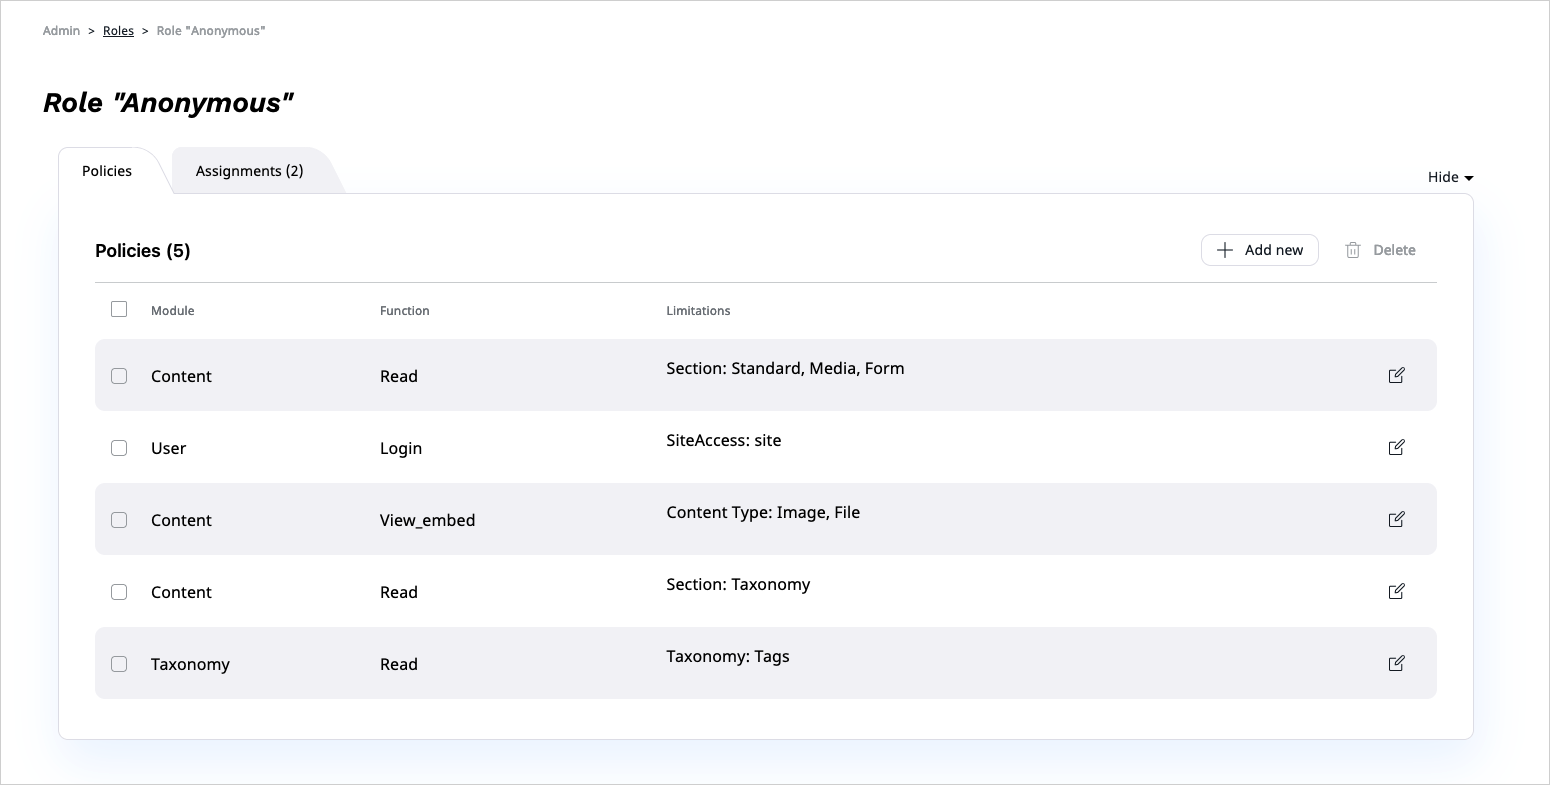 Admin > Roles > Role "Anonymous"
Role "Anonymous"
Policies Assignments (2) Hide
Policies (5) Add new Delete
Module Function Limitations
Content Read Section: Standard, Media, Form
User Login SiteAccess: site
Content View_embed Content Type: Image, File
Content Read Section: Taxonomy
Taxonomy Read Taxonomy: Tags